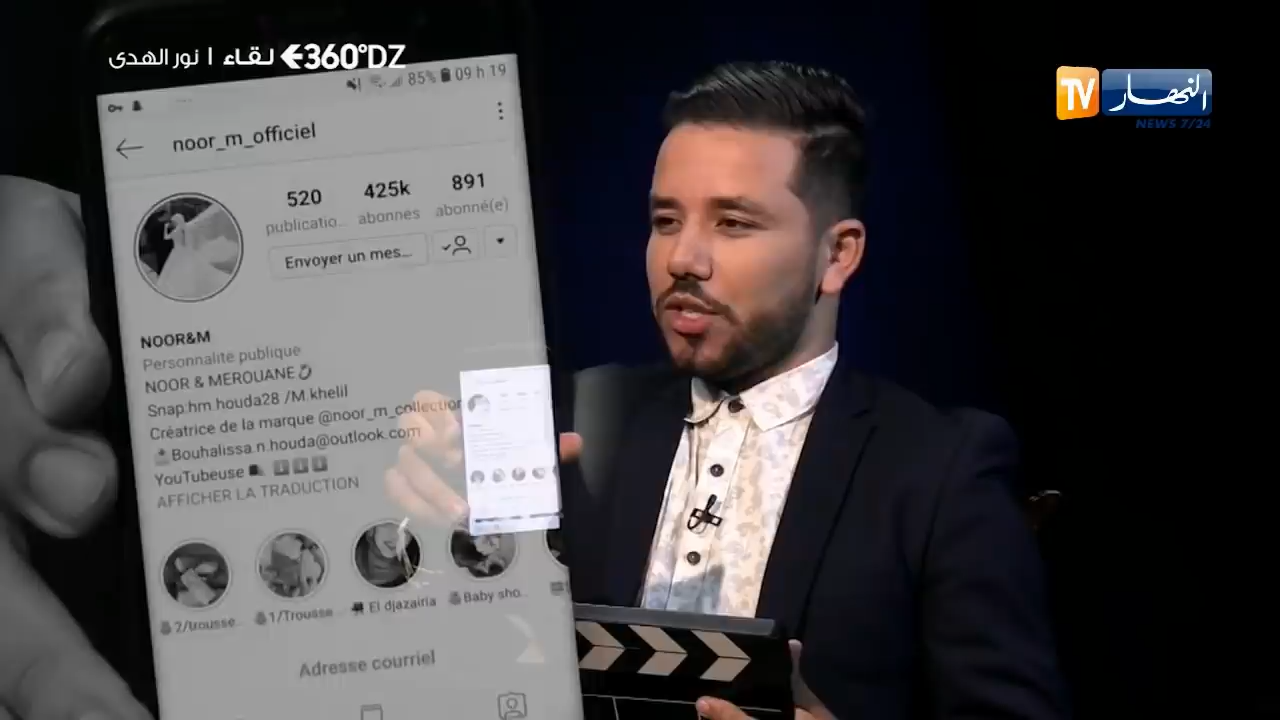 لقاء | نور الهدى
360°DZ
TV النهار
NEWS 7/24
85% 09 h 19
noor_m_officiel
520 425k 891
publicatio... abonnés abonné(e)
Envoyer un mes...
NOOR&M
Personnalité publique
NOOR & MEROUANE💍
Snap:hm.houda28 /M.khelil
Créatrice de la marque @noor_m_collection
📩Bouhalissa.n.houda@outlook.com
YouTubeuse 🎥 ⬇️⬇️⬇️
AFFICHER LA TRADUCTION
2/trousse... 1/Trousse... El djazairia Baby sho...
Adresse courriel